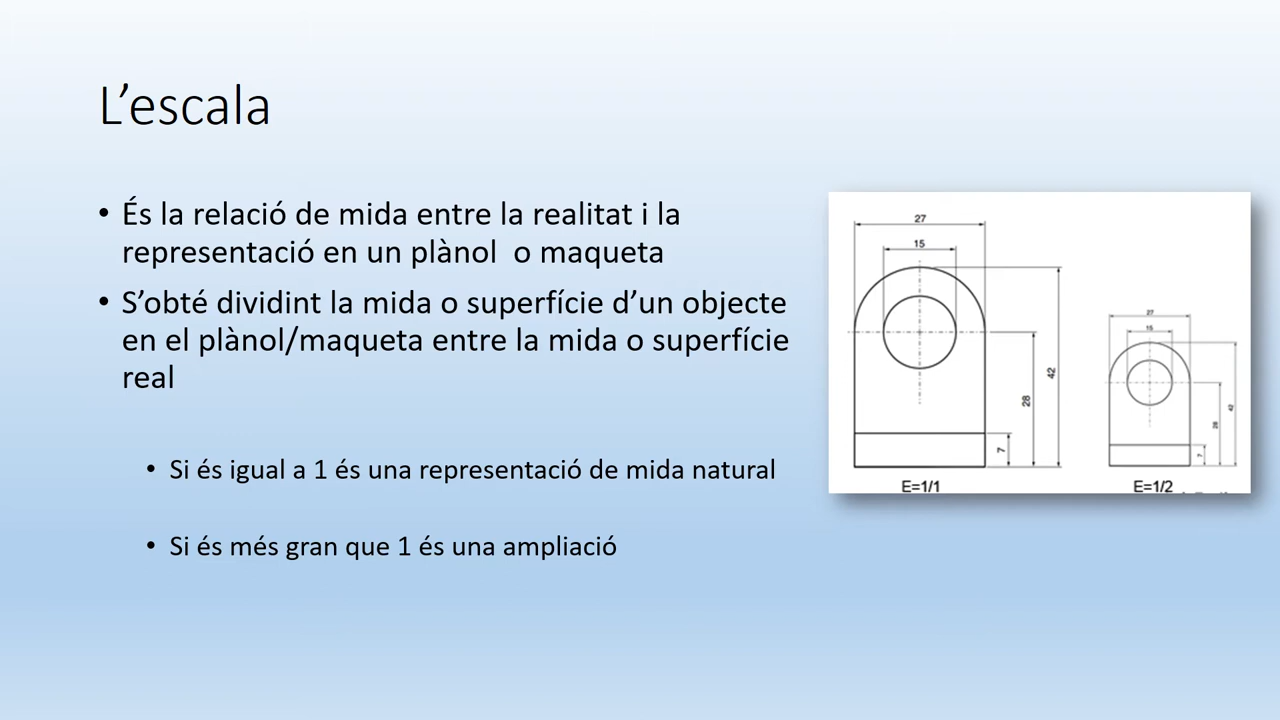 L’escala
• És la relació de mida entre la realitat i la
representació en un plànol o maqueta
• S’obté dividint la mida o superfície d’un objecte
en el plànol/maqueta entre la mida o superfície
real
• Si és igual a 1 és una representació de mida natural
• Si és més gran que 1 és una ampliació
27
15
42
28
7
E=1/1
27
15
42
28
7
E=1/2